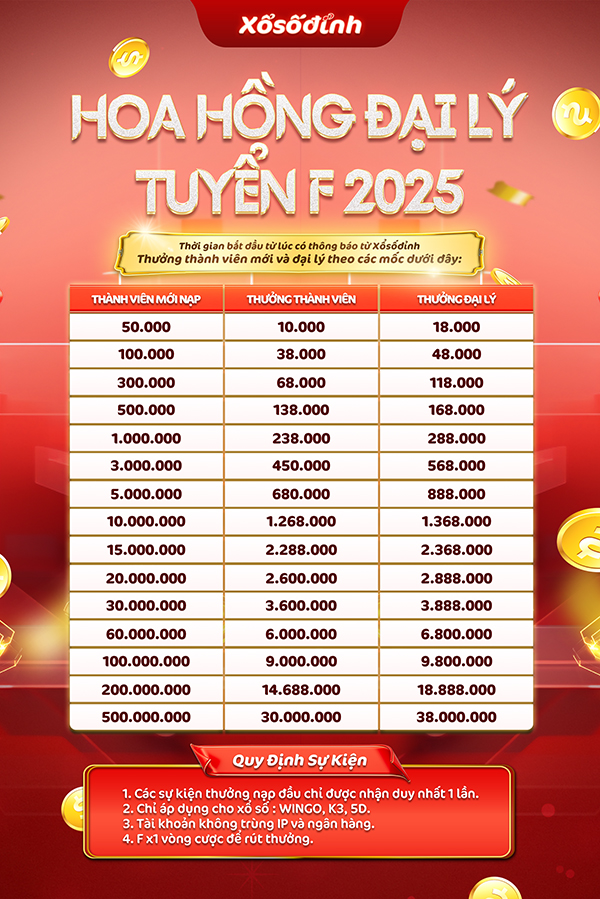 Xổsốđỉnh
HOA HỒNG ĐẠI LÝ
TUYỂN F 2025
Thời gian bắt đầu từ lúc có thông báo từ Xổsốđỉnh
Thưởng thành viên mới và đại lý theo các mốc dưới đây:
THÀNH VIÊN MỚI NẠP THƯỞNG THÀNH VIÊN THƯỞNG ĐẠI LÝ
50.000 10.000 18.000
100.000 38.000 48.000
300.000 68.000 118.000
500.000 138.000 168.000
1.000.000 238.000 288.000
3.000.000 450.000 568.000
5.000.000 680.000 888.000
10.000.000 1.268.000 1.368.000
15.000.000 2.288.000 2.368.000
20.000.000 2.600.000 2.888.000
30.000.000 3.600.000 3.888.000
60.000.000 6.000.000 6.800.000
100.000.000 9.000.000 9.800.000
200.000.000 14.688.000 18.888.000
500.000.000 30.000.000 38.000.000
Quy Định Sự Kiện
1. Các sự kiện thưởng nạp đầu chỉ được nhận duy nhất 1 lần.
2. Chỉ áp dụng cho xổ số : WINGO, K3, 5D.
3. Tài khoản không trùng IP và ngân hàng.
4. F x1 vòng cược để rút thưởng.